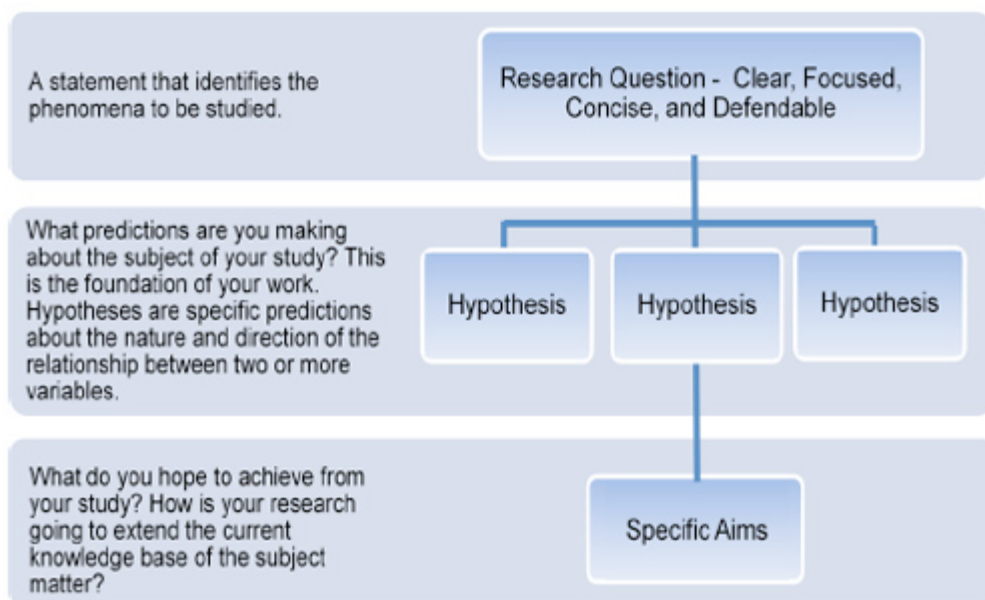 A statement that identifies the
phenomena to be studied.
Research Question - Clear, Focused,
Concise, and Defendable
What predictions are you making
about the subject of your study? This
is the foundation of your work.
Hypotheses are specific predictions
about the nature and direction of the
relationship between two or more
variables.
Hypothesis
Hypothesis
Hypothesis
What do you hope to achieve from
your study? How is your research
going to extend the current
knowledge base of the subject
matter?
Specific Aims